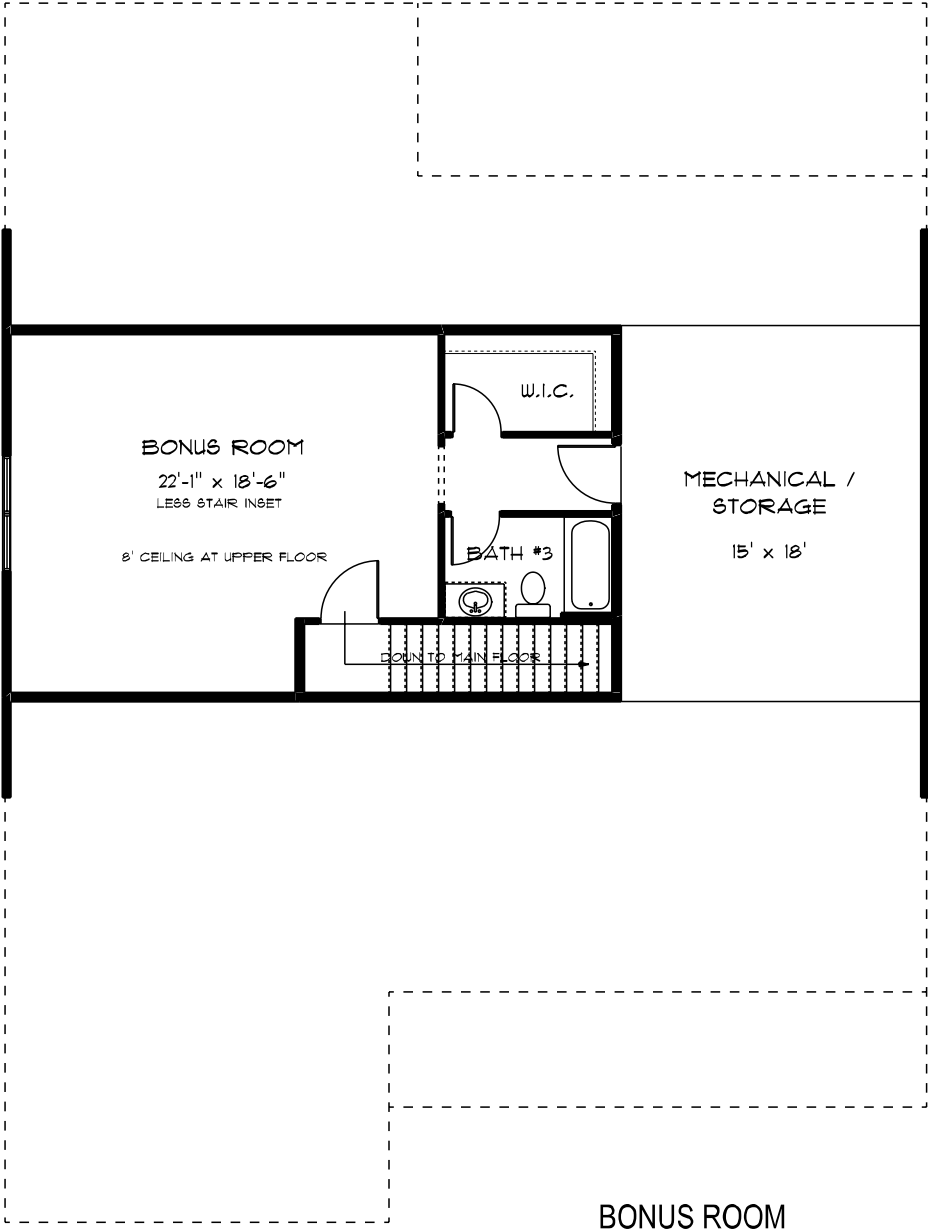 W.I.C.
BONUS ROOM
22'-1" x 18'-6"
LESS STAIR INSET
8' CEILING AT UPPER FLOOR
MECHANICAL /
STORAGE
15' x 18'
BATH #3
DOWN TO MAIN FLOOR
BONUS ROOM